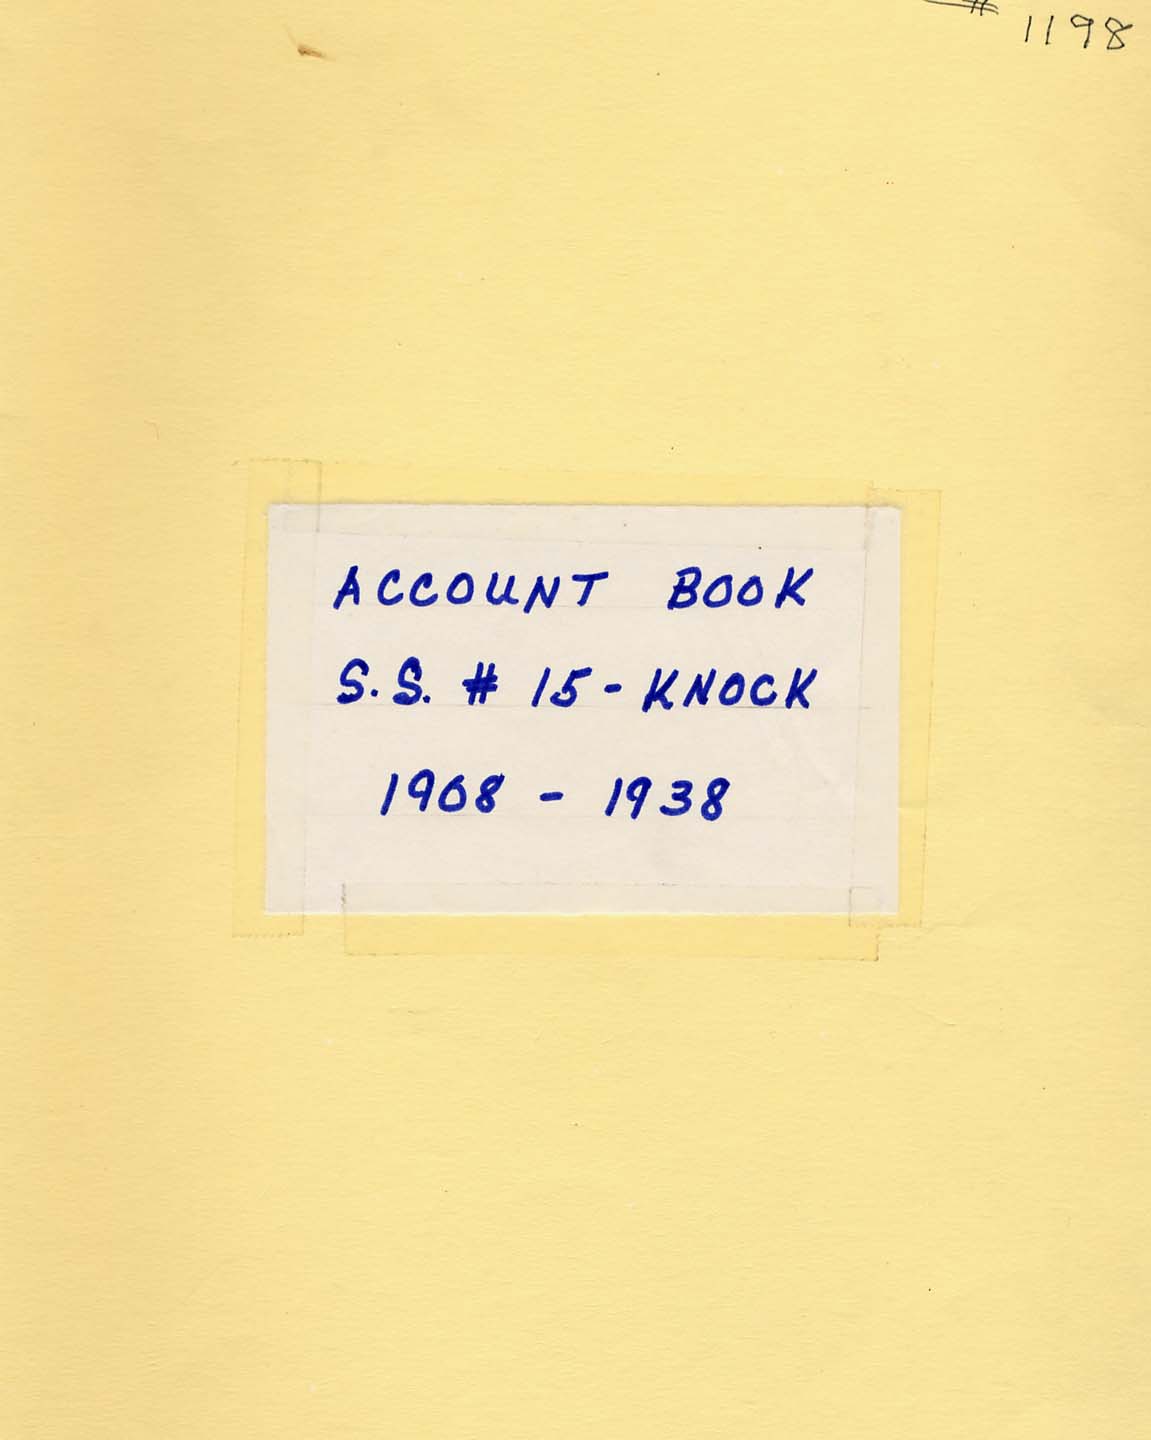 # 1198
ACCOUNT BOOK
S.S. # 15 - KNOCK
1908 - 1938